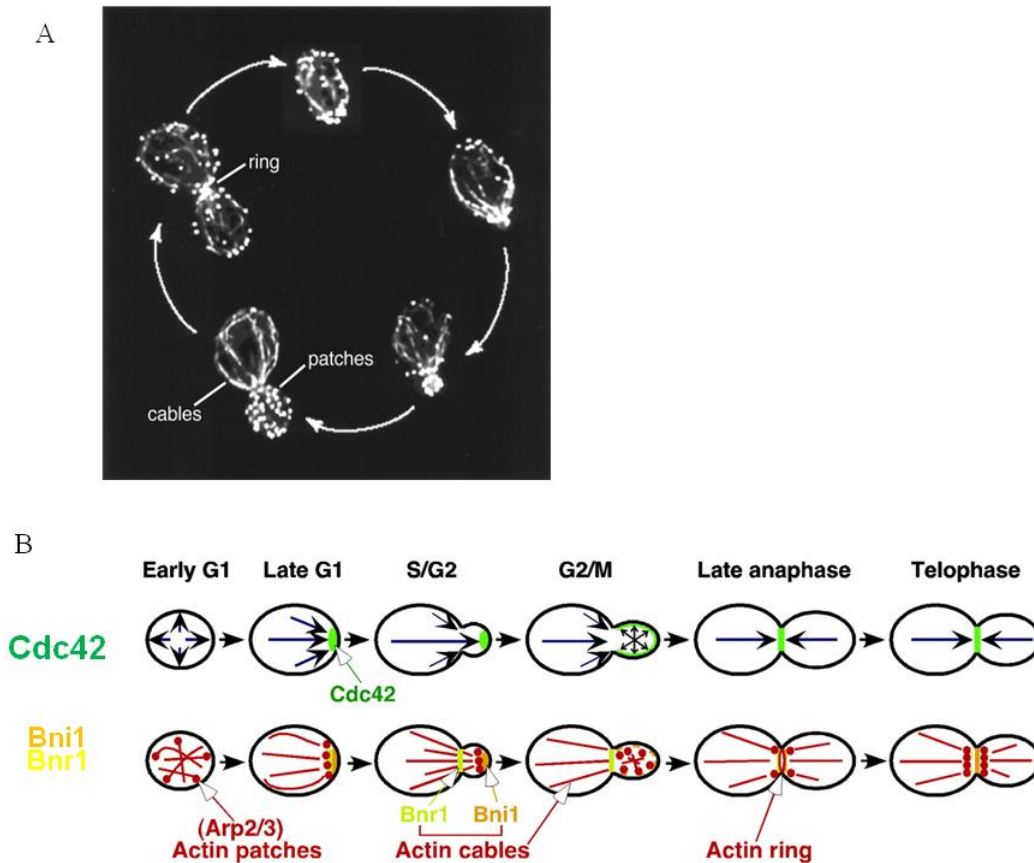 A
ring
patches
cables
B
Early G1 Late G1 S/G2 G2/M Late anaphase Telophase
Cdc42
Cdc42
Bni1
Bnr1
Bnr1 Bni1
(Arp2/3)
Actin patches Actin cables Actin ring